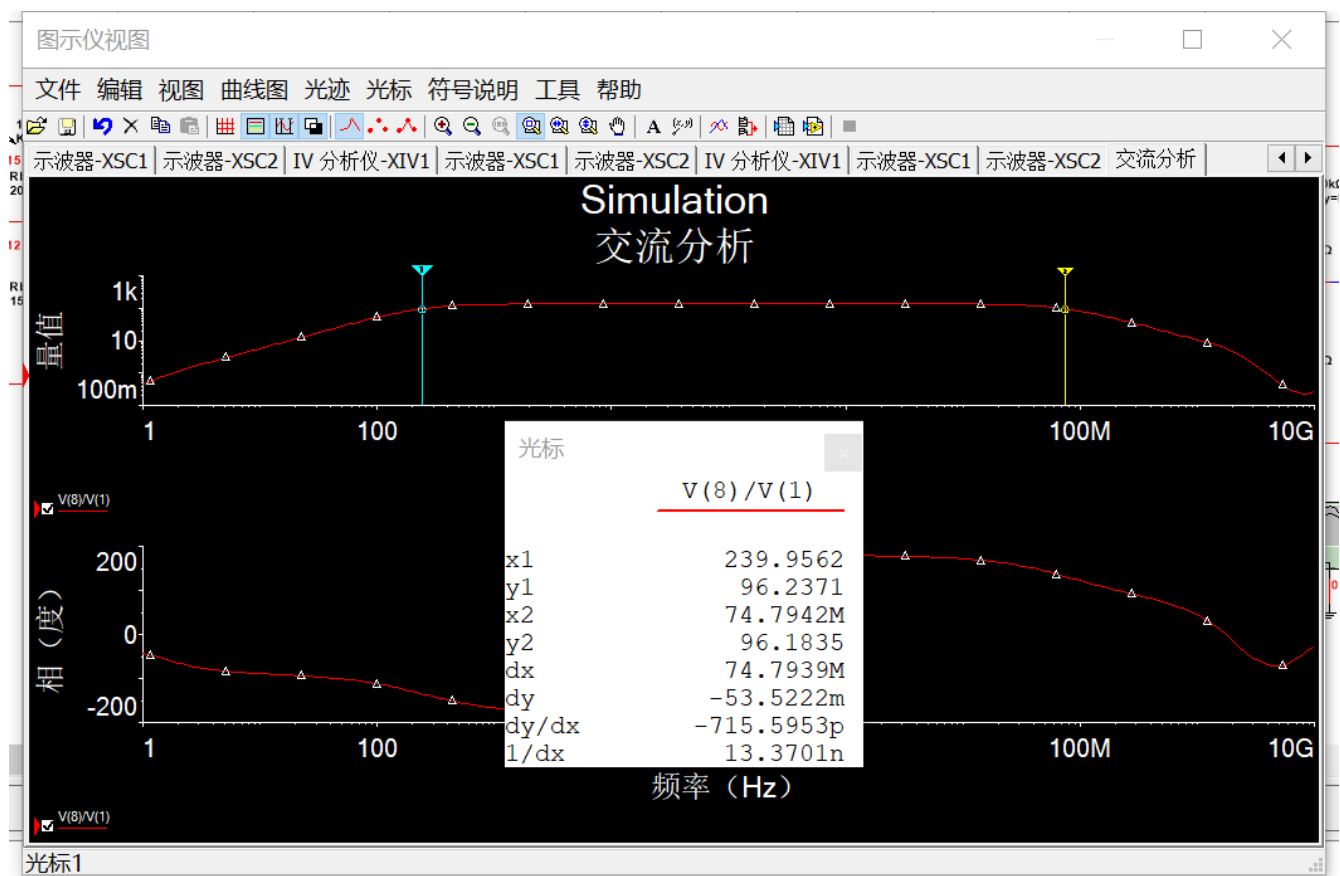 图示仪视图
文件 编辑 视图 曲线图 光迹 光标 符号说明 工具 帮助
示波器-XSC1 示波器-XSC2 IV 分析仪-XIV1 示波器-XSC1 示波器-XSC2 IV 分析仪-XIV1 示波器-XSC1 示波器-XSC2 交流分析
Simulation
交流分析
量值
1k
10
100m
1 100 100M 10G
V(8)/V(1)
相（度）
200
0
-200
1 100 100M 10G
频率（Hz）
V(8)/V(1)
光标
V(8)/V(1)
x1 239.9562
y1 96.2371
x2 74.7942M
y2 96.1835
dx 74.7939M
dy -53.5222m
dy/dx -715.5953p
1/dx 13.3701n
光标1